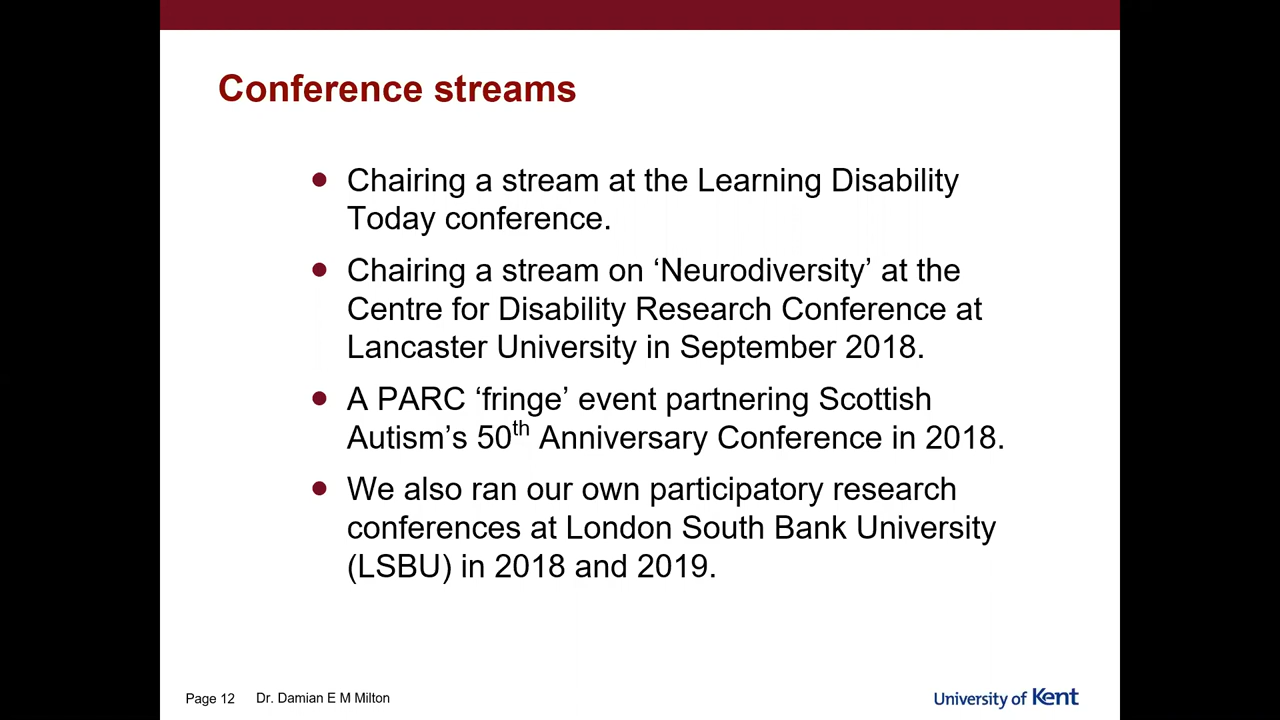 Conference streams
• Chairing a stream at the Learning Disability
Today conference.
• Chairing a stream on ‘Neurodiversity’ at the
Centre for Disability Research Conference at
Lancaster University in September 2018.
• A PARC ‘fringe’ event partnering Scottish
Autism’s 50th Anniversary Conference in 2018.
• We also ran our own participatory research
conferences at London South Bank University
(LSBU) in 2018 and 2019.
Page 12 Dr. Damian E M Milton
University of Kent